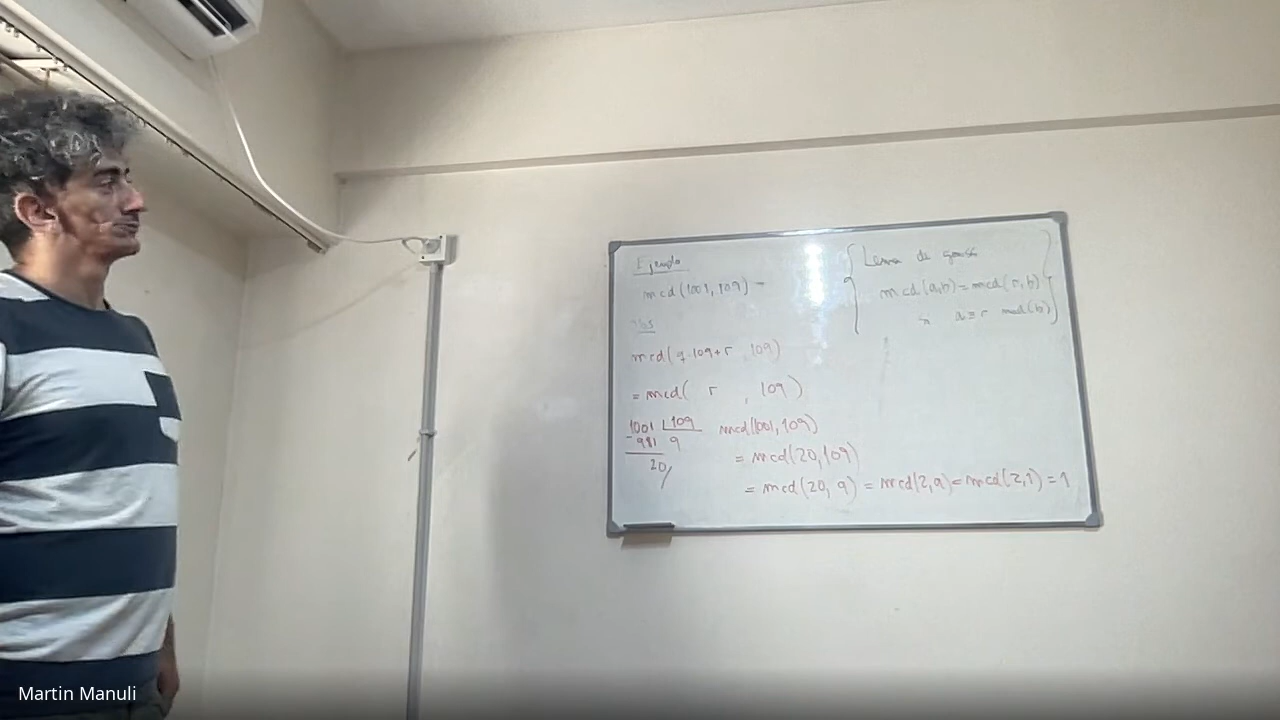 Ejemplo
mcd(1001,109) =
mcd(q·109+r, 109)
= mcd( r , 109)
1001 109
-981 9
20
mcd(1001,109)
= mcd(20,109)
= mcd(20, 9) = mcd(2,9) = mcd(2,1) = 1
Lema de gauss
mcd(a,b) = mcd(r,b)
a ≡ r mod(b)
Martin Manuli